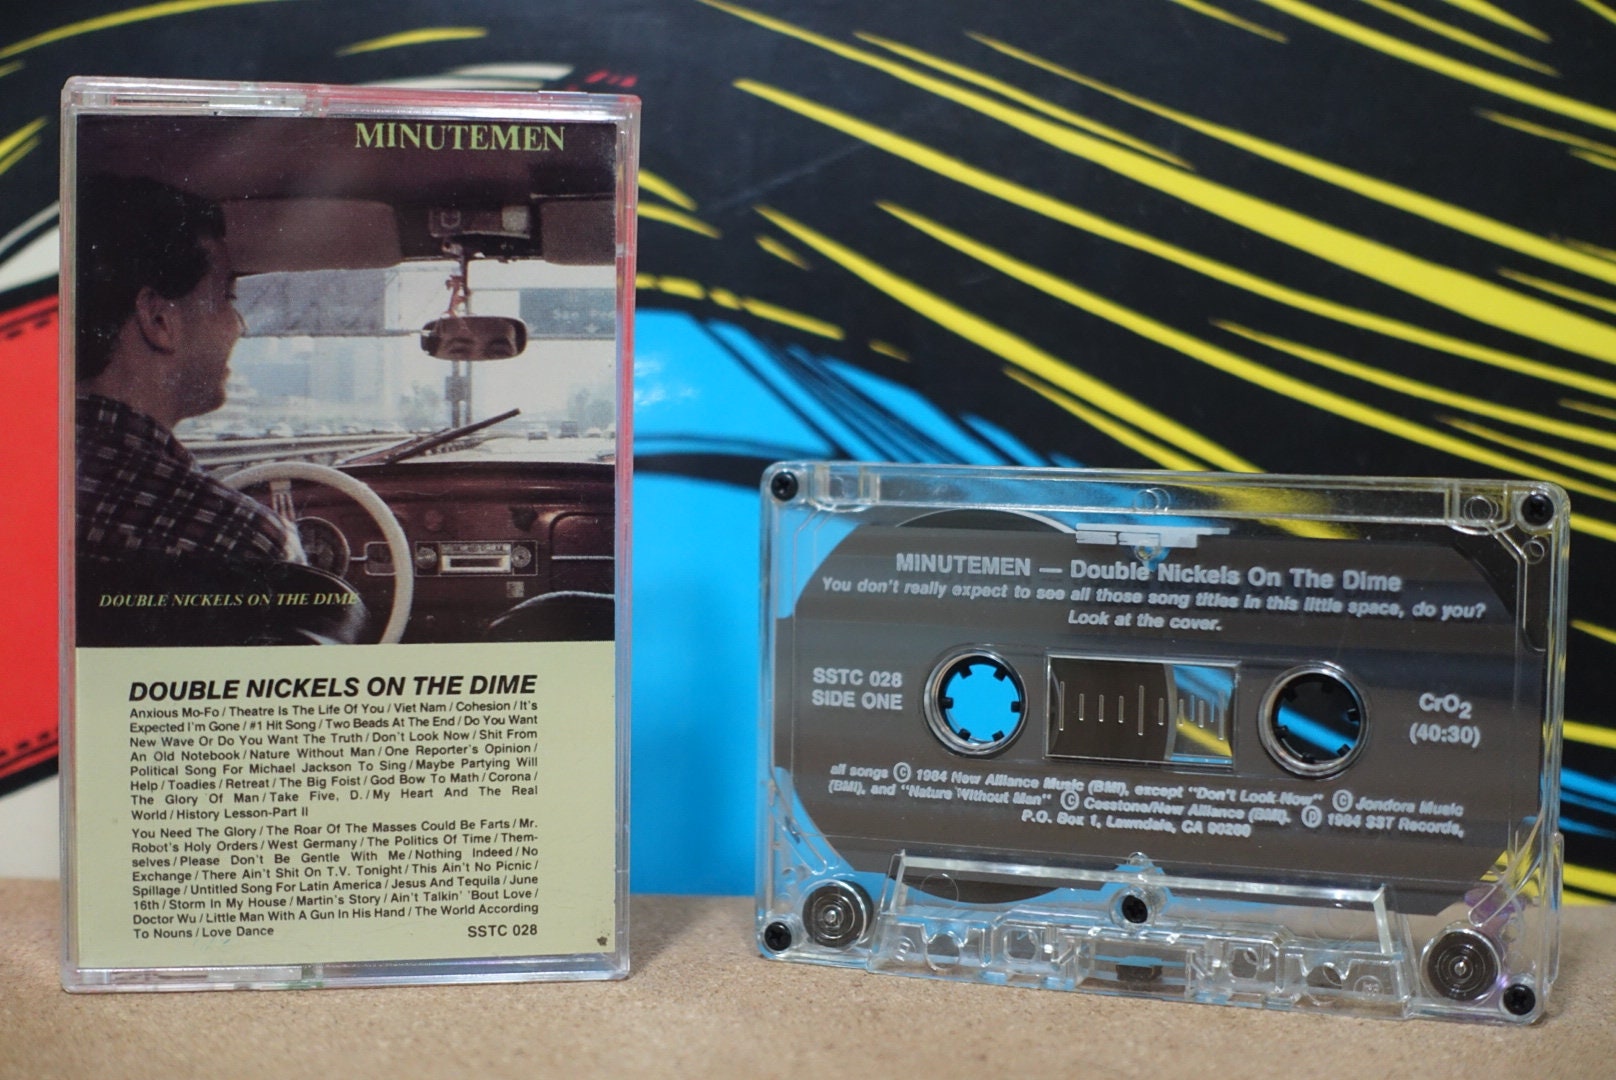 MINUTEMEN
San Ped
DOUBLE NICKELS ON THE DIME
DOUBLE NICKELS ON THE DIME
Anxious Mo-Fo / Theatre Is The Life Of You / Viet Nam / Cohesion / It's
Expected I'm Gone / #1 Hit Song / Two Beads At The End / Do You Want
New Wave Or Do You Want The Truth / Don't Look Now / Shit From
An Old Notebook / Nature Without Man / One Reporter's Opinion /
Political Song For Michael Jackson To Sing / Maybe Partying Will
Help / Toadies / Retreat / The Big Foist / God Bow To Math / Corona /
The Glory Of Man / Take Five, D. / My Heart And The Real
World / History Lesson-Part II
You Need The Glory / The Roar Of The Masses Could Be Farts / Mr.
Robot's Holy Orders / West Germany / The Politics Of Time / Them-
selves / Please Don't Be Gentle With Me / Nothing Indeed / No
Exchange / There Ain't Shit On T.V. Tonight / This Ain't No Picnic /
Spillage / Untitled Song For Latin America / Jesus And Tequila / June
16th / Storm In My House / Martin's Story / Ain't Talkin' 'Bout Love /
Doctor Wu / Little Man With A Gun In His Hand / The World According
To Nouns / Love Dance
SSTC 028
SST
MINUTEMEN — Double Nickels On The Dime
You don't really expect to see all those song titles in this little space, do you?
Look at the cover.
SSTC 028
SIDE ONE
CrO2
(40:30)
all songs © 1984 New Alliance Music (BMI), except "Don't Look Now" © Jondora Music
(BMI), and "Nature Without Man" © Cesstone/New Alliance (BMI). ℗ 1984 SST Records,
P.O. Box 1, Lawndale, CA 90260